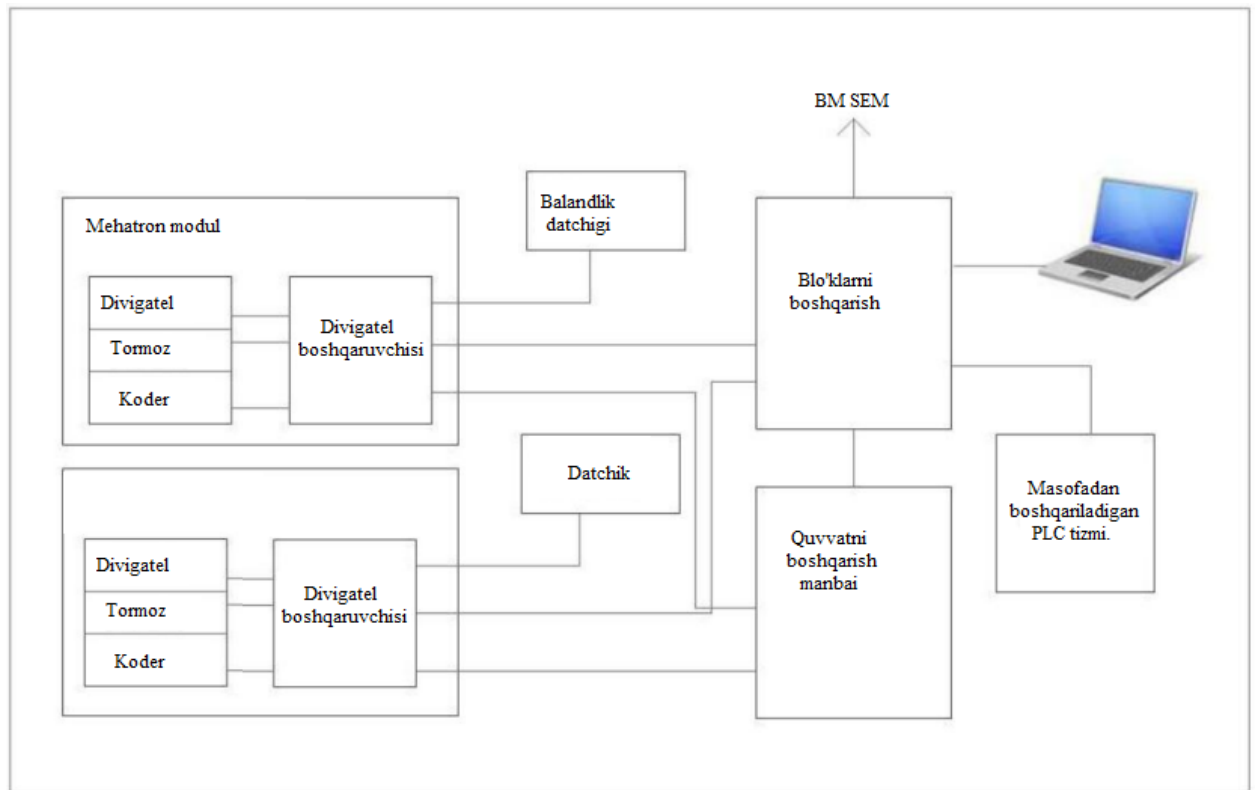 BM SEM
Mehatron modul
Balandlik
datchigi
Divigatel
Tormoz
Koder
Divigatel
boshqaruvchisi
Blo'klarni
boshqarish
Datchik
Masofadan
boshqariladigan
PLC tizmi.
Quvvatni
boshqarish
manbai
Divigatel
Tormoz
Koder
Divigatel
boshqaruvchisi